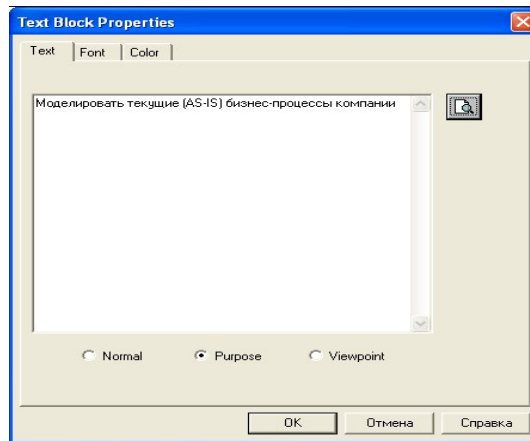 Text Block Properties
Text Font Color
Моделировать текущие (AS-IS) бизнес-процессы компании
Normal Purpose Viewpoint
OK Отмена Справка